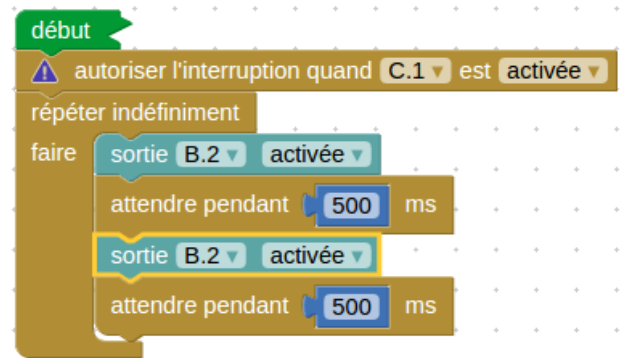 début
autoriser l'interruption quand C.1 est activée
répéter indéfiniment
faire sortie B.2 activée
attendre pendant 500 ms
sortie B.2 activée
attendre pendant 500 ms